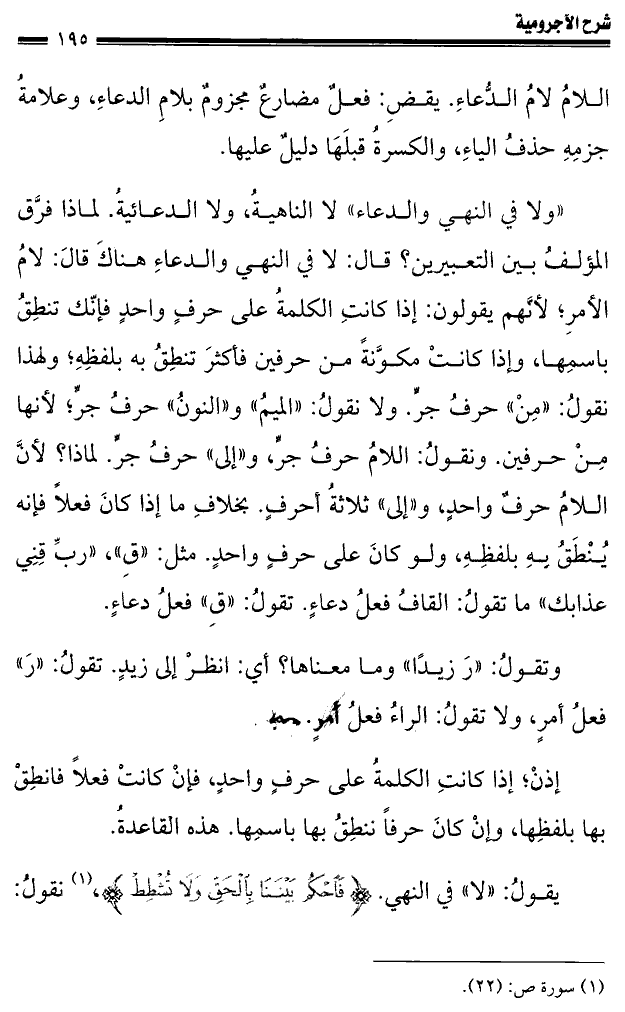 شرح الآجرومية
١٩٥
اللامُ لامُ الدُّعاءِ. يقضِ: فعلٌ مضارعٌ مجزومٌ بلامِ الدعاءِ، وعلامةُ
جزمِهِ حذفُ الياءِ، والكسرةُ قبلَهَا دليلٌ عليها.
«ولا في النهي والدعاء» لا الناهيةُ، ولا الدعائيةُ. لماذا فرَّق
المؤلفُ بين التعبيرين؟ قال: لا في النهي والدعاءِ هناكَ قالَ: لامُ
الأمرِ؛ لأنَّهم يقولون: إذا كانتِ الكلمةُ على حرفٍ واحدٍ فإنّك تنطِقُ
باسمِها، وإذا كانتْ مكوَّنةً من حرفين فأكثرَ تنطِقُ به بلفظِهِ؛ ولهذا
نقولُ: «مِنْ» حرفُ جرٍّ. ولا نقولُ: «الميمُ» و«النونُ» حرفُ جرٍّ؛ لأنها
مِنْ حرفين. ونقولُ: اللامُ حرفُ جرٍّ، و«إلى» حرفُ جرٍّ. لماذا؟ لأنَّ
اللامُ حرفٌ واحدٍ، و«إلى» ثلاثةُ أحرفٍ. بخلافِ ما إذا كانَ فعلاً فإنه
يُنْطَقُ بِهِ بلفظِهِ، ولو كانَ على حرفٍ واحدٍ. مثل: «قِ»، «ربِّ قِنِي
عذابك» ما تقولُ: القافُ فعلُ دعاءٍ. تقولُ: «قِ» فعلُ دعاءٍ.
وتقولُ: «رَ زيدًا» وما معناها؟ أي: انظرْ إلى زيدٍ. تقولُ: «رَ»
فعلُ أمرٍ، ولا تقولُ: الراءُ فعلُ أمرٍ.
إذن؛ إذا كانتِ الكلمةُ على حرفٍ واحدٍ، فإنْ كانتْ فعلاً فانطِقْ
بها بلفظِها، وإنْ كانَ حرفاً ننطِقُ بها باسمِها. هذه القاعدةُ.
يقولُ: «لا» في النهي. ﴿فَٱحْكُم بَيْنَنَا بِٱلْحَقِّ وَلَا تُشْطِطْ﴾،(١) نقولُ:
(١) سورة ص: (٢٢).